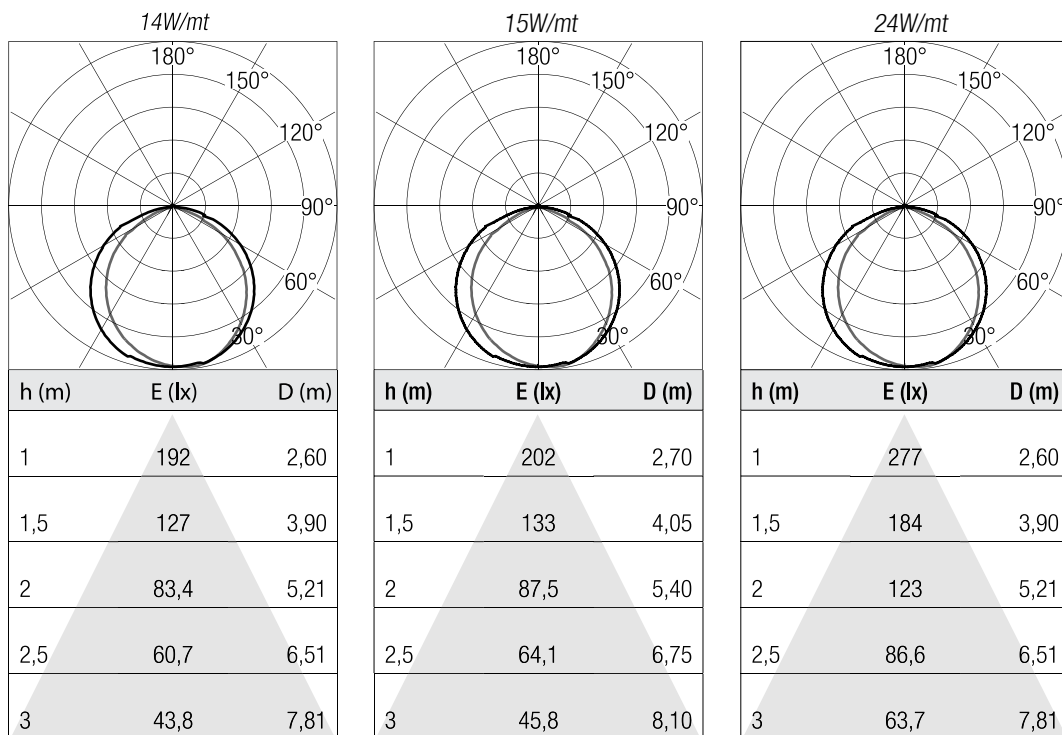 14W/mt
180°
150°
120°
90°
60°
30°
h (m) E (lx) D (m)
1 192 2,60
1,5 127 3,90
2 83,4 5,21
2,5 60,7 6,51
3 43,8 7,81
15W/mt
180°
150°
120°
90°
60°
30°
h (m) E (lx) D (m)
1 202 2,70
1,5 133 4,05
2 87,5 5,40
2,5 64,1 6,75
3 45,8 8,10
24W/mt
180°
150°
120°
90°
60°
30°
h (m) E (lx) D (m)
1 277 2,60
1,5 184 3,90
2 123 5,21
2,5 86,6 6,51
3 63,7 7,81